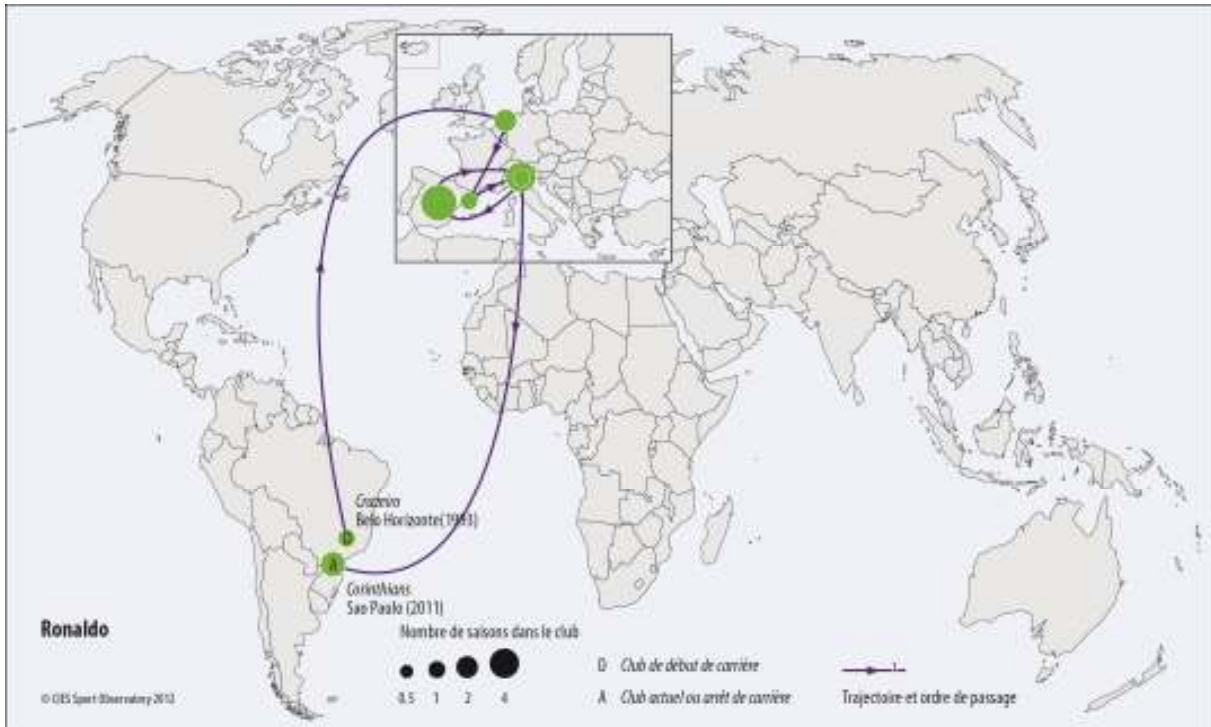 Cruzeiro
Belo Horizonte(1993)
D
A
Corinthians
Sao Paulo (2011)
Ronaldo
Nombre de saisons dans le club
0.5 1 2 4
D Club de début de carrière
A Club actuel ou arrêt de carrière
1
Trajectoire et ordre de passage
© CIES Sport Observatory 2012